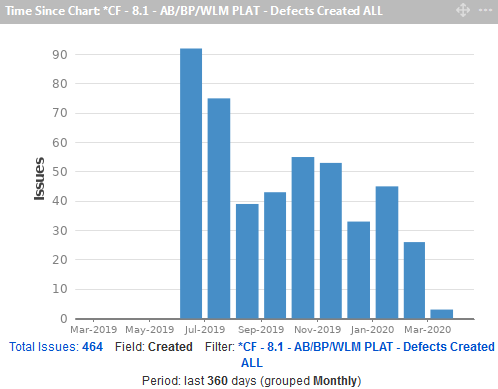 Time Since Chart: *CF - 8.1 - AB/BP/WLM PLAT - Defects Created ALL
Issues
90
80
70
60
50
40
30
20
10
0
Mar-2019 May-2019 Jul-2019 Sep-2019 Nov-2019 Jan-2020 Mar-2020
Total Issues: 464 Field: Created Filter: *CF - 8.1 - AB/BP/WLM PLAT - Defects Created
ALL
Period: last 360 days (grouped Monthly)